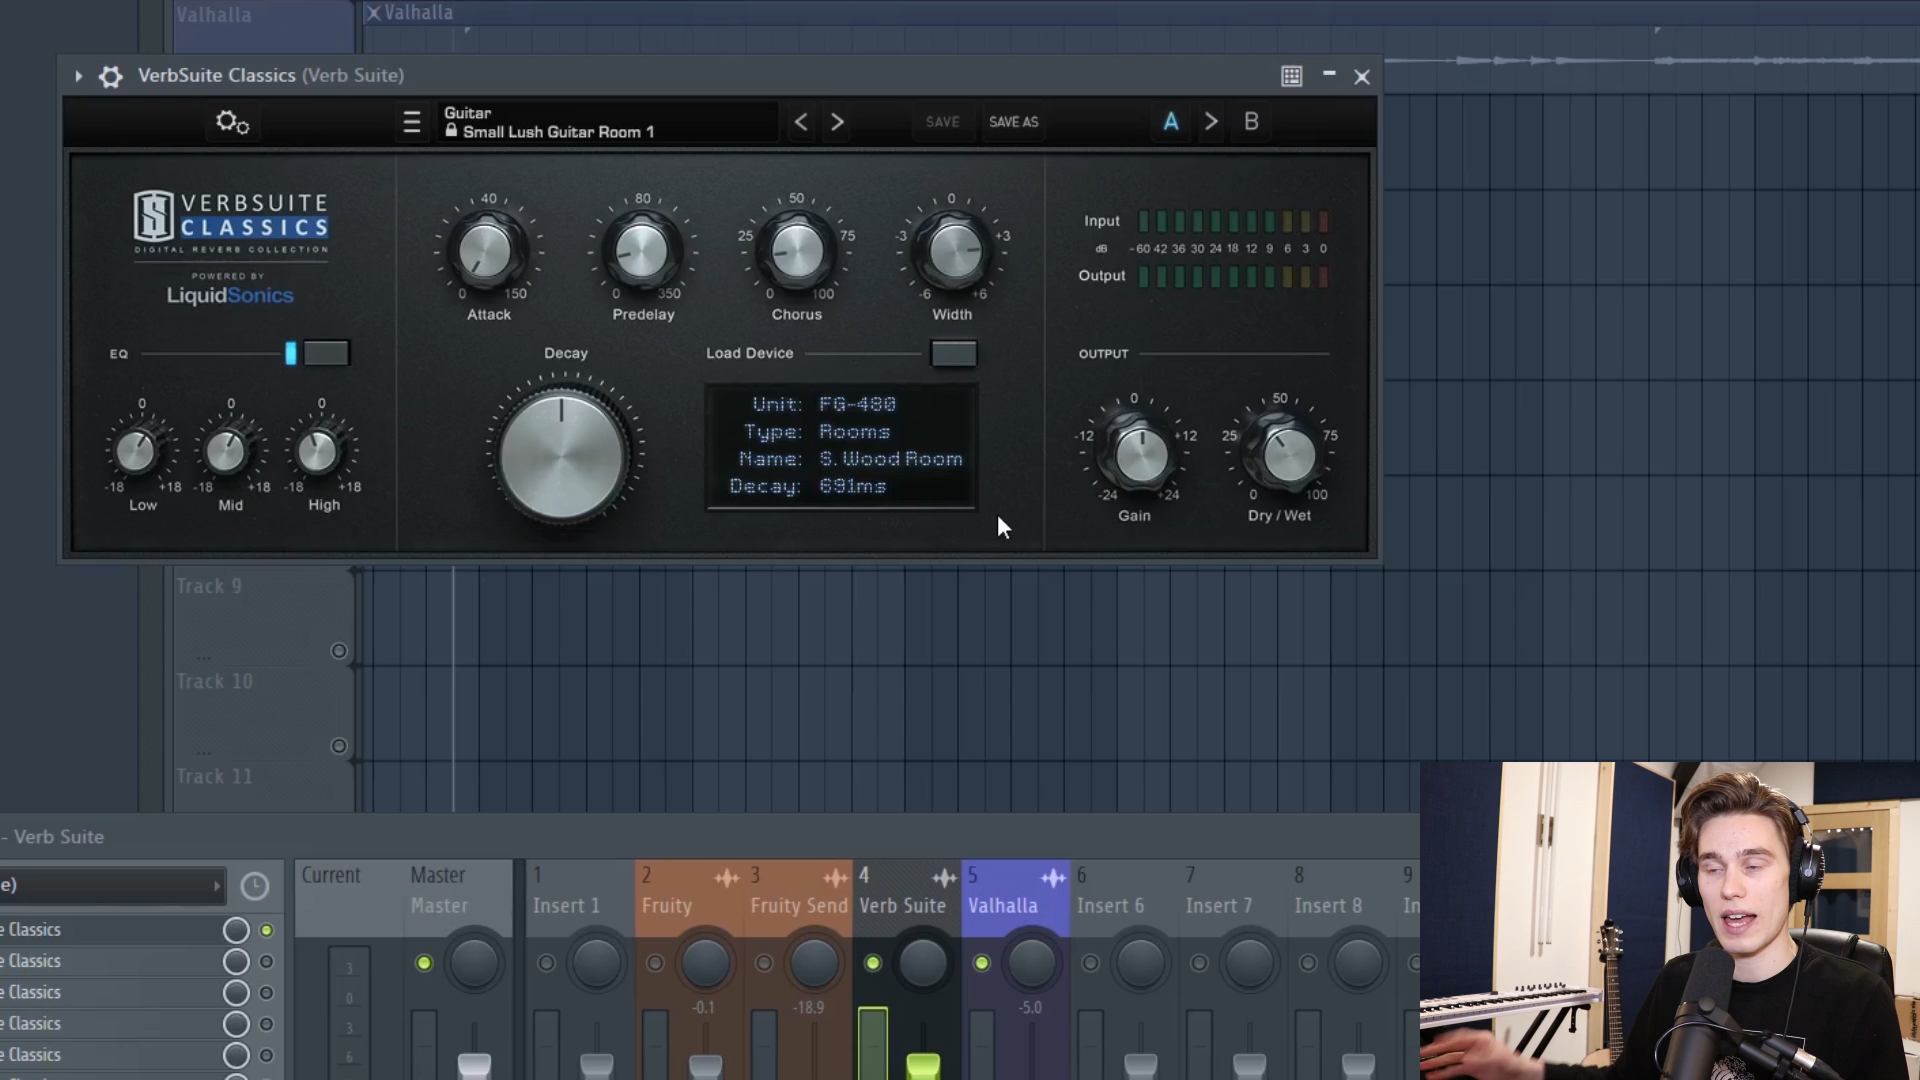 Valhalla
Valhalla
VerbSuite Classics (Verb Suite)
Guitar
Small Lush Guitar Room 1
SAVE
SAVE AS
A
B
VERBSUITE
CLASSICS
DIGITAL REVERB COLLECTION
POWERED BY
LiquidSonics
40
0 150
Attack
80
0 350
Predelay
50
25 75
0 100
Chorus
0
-3 +3
-6 +6
Width
Input
dB -60 42 36 30 24 18 12 9 6 3 0
Output
EQ
0
-18 +18
Low
0
-18 +18
Mid
0
-18 +18
High
Decay
Load Device
Unit: FG-480
Type: Rooms
Name: S. Wood Room
Decay: 691ms
OUTPUT
0
-12 +12
-24 +24
Gain
50
25 75
0 100
Dry / Wet
Track 9
...
Track 10
...
Track 11
- Verb Suite
e)
e Classics
e Classics
e Classics
e Classics
e Classics
Current
Master
Master
1
Insert 1
2
Fruity
3
Fruity Send
4
Verb Suite
5
Valhalla
6
Insert 6
7
Insert 7
8
Insert 8
9
In
3
0
3
6
-0.1
-18.9
-5.0